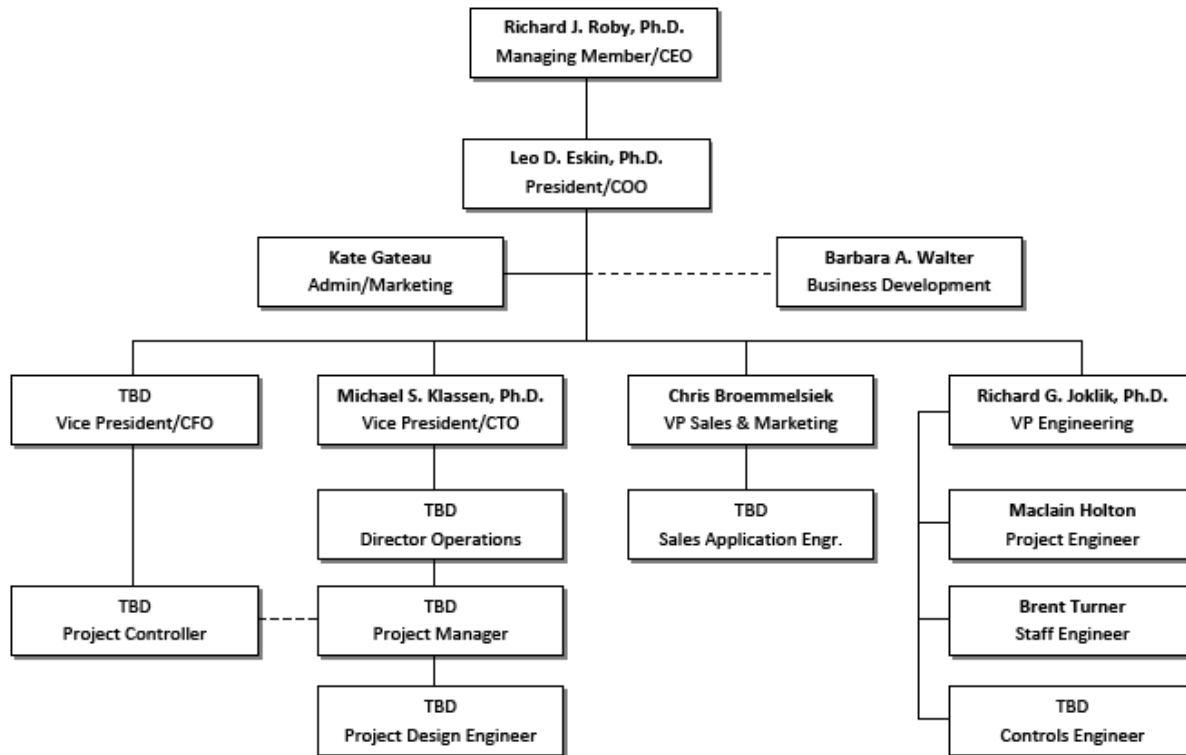 Richard J. Roby, Ph.D.
Managing Member/CEO
Leo D. Eskin, Ph.D.
President/COO
Kate Gateau
Admin/Marketing
Barbara A. Walter
Business Development
TBD
Vice President/CFO
Michael S. Klassen, Ph.D.
Vice President/CTO
Chris Broemmelsiek
VP Sales & Marketing
Richard G. Joklik, Ph.D.
VP Engineering
TBD
Director Operations
TBD
Sales Application Engr.
Maclain Holton
Project Engineer
TBD
Project Controller
TBD
Project Manager
Brent Turner
Staff Engineer
TBD
Project Design Engineer
TBD
Controls Engineer